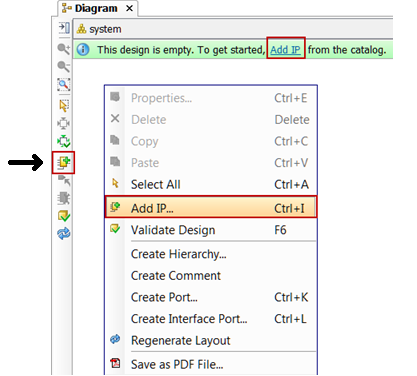 Diagram
system
This design is empty. To get started, Add IP from the catalog.
Properties... Ctrl+E
Delete Delete
Copy Ctrl+C
Paste Ctrl+V
Select All Ctrl+A
Add IP... Ctrl+I
Validate Design F6
Create Hierarchy...
Create Comment
Create Port... Ctrl+K
Create Interface Port... Ctrl+L
Regenerate Layout
Save as PDF File...